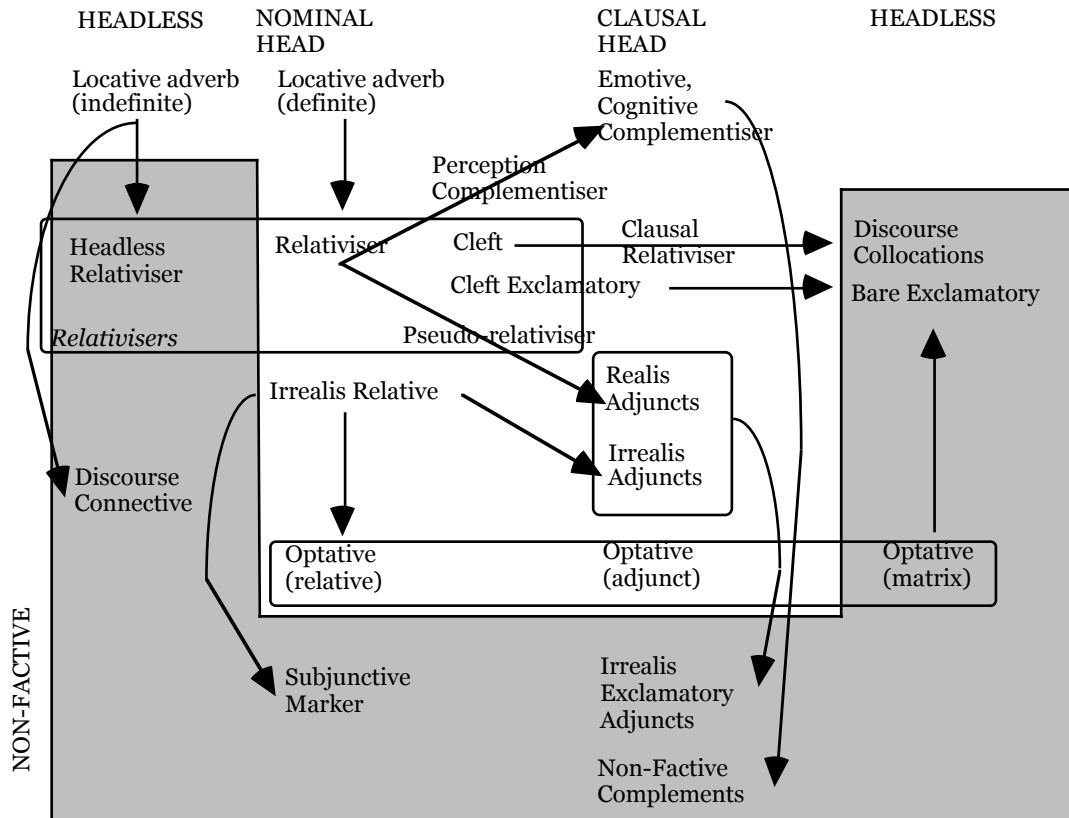 HEADLESS
NOMINAL
HEAD
CLAUSAL
HEAD
HEADLESS
Locative adverb
(indefinite)
Locative adverb
(definite)
Emotive,
Cognitive
Complementiser
Perception
Complementiser
Headless
Relativiser
Relativiser
Cleft
Clausal
Relativiser
Discourse
Collocations
Cleft Exclamatory
Bare Exclamatory
Relativisers
Pseudo-relativiser
Irrealis Relative
Realis
Adjuncts
Irrealis
Adjuncts
Discourse
Connective
Optative
(relative)
Optative
(adjunct)
Optative
(matrix)
NON-FACTIVE
Subjunctive
Marker
Irrealis
Exclamatory
Adjuncts
Non-Factive
Complements